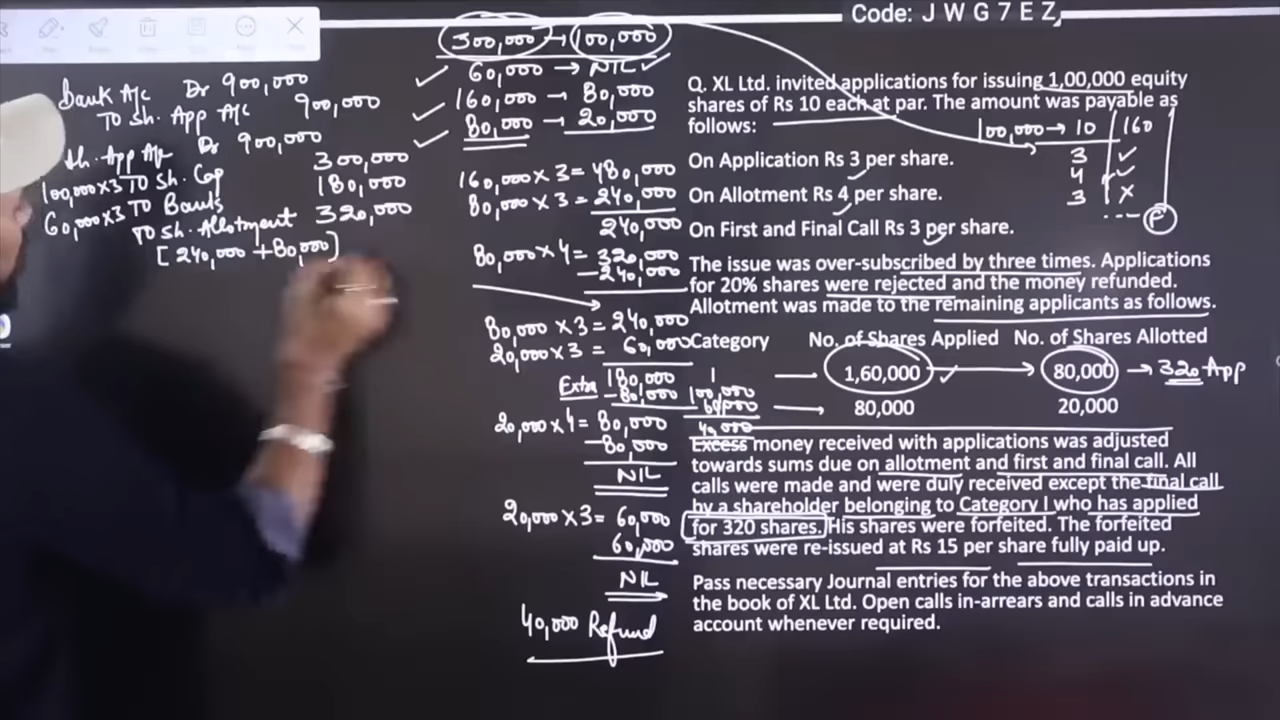 Code: J W G 7 E Z
Bank A/c Dr 900,000
To Sh. App A/c 900,000
Sh. App A/c Dr 900,000
100,000x3 To Sh. Cap 300,000
60,000x3 To Bank 180,000
To Sh. Allotment 320,000
[240,000 + 80,000]
300,000 → 100,000
60,000 → NIL
160,000 → 80,000
80,000 → 20,000
160,000 x 3 = 480,000
80,000 x 3 = 240,000
240,000
80,000 x 4 = 320,000
-240,000
80,000 x 3 = 240,000
20,000 x 3 = 60,000
Extra 180,000
-80,000
100,000
60,000
40,000
20,000 x 4 = 80,000
-80,000
NIL
20,000 x 3 = 60,000
60,000
NIL
40,000 Refund
Q. XL Ltd. invited applications for issuing 1,00,000 equity
shares of Rs 10 each at par. The amount was payable as
follows:
100,000 → 10 160
3
4
3 x
F
On Application Rs 3 per share.
On Allotment Rs 4 per share.
On First and Final Call Rs 3 per share.
The issue was over-subscribed by three times. Applications
for 20% shares were rejected and the money refunded.
Allotment was made to the remaining applicants as follows.
Category No. of Shares Applied No. of Shares Allotted
1 1,60,000 80,000 → 320 App
80,000 20,000
Excess money received with applications was adjusted
towards sums due on allotment and first and final call. All
calls were made and were duly received except the final call
by a shareholder belonging to Category I who has applied
for 320 shares. His shares were forfeited. The forfeited
shares were re-issued at Rs 15 per share fully paid up.
Pass necessary Journal entries for the above transactions in
the book of XL Ltd. Open calls in-arrears and calls in advance
account whenever required.